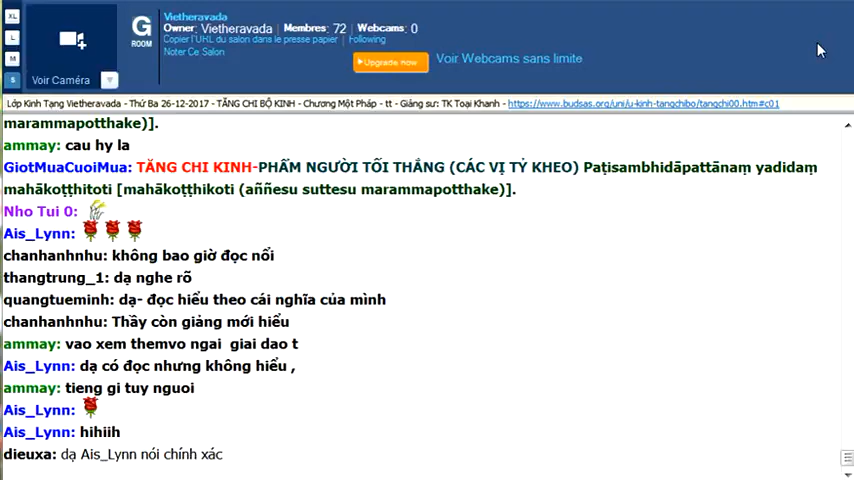 XL
L
M
S
Voir Caméra
G
ROOM
Vietheravada
Owner: Vietheravada | Membres: 72 | Webcams: 0
Copier l'URL du salon dans le presse papier | Following
Noter Ce Salon
Upgrade now
Voir Webcams sans limite
Lớp Kinh Tạng Vietheravada - Thứ Ba 26-12-2017 - TĂNG CHI BỘ KINH - Chương Một Pháp - tt - Giảng sư: TK Toại Khanh - https://www.budsas.org/uni/u-kinh-tangchibo/tangchi00.htm#c01
marammapotthake)].
ammay: cau hy la
GiotMuaCuoiMua: TĂNG CHI KINH-PHẨM NGƯỜI TỐI THẮNG (CÁC VỊ TỲ KHEO) Paṭisambhidāpattānaṃ yadidaṃ
mahākoṭṭhitoti [mahākoṭṭhikoti (aññesu suttesu marammapotthake)].
Nho Tui 0:
Ais_Lynn:
chanhanhnhu: không bao giờ đọc nổi
thangtrung_1: dạ nghe rõ
quangtueminh: dạ- đọc hiểu theo cái nghĩa của mình
chanhanhnhu: Thầy còn giảng mới hiểu
ammay: vao xem themvo ngai  giai dao t
Ais_Lynn: dạ có đọc nhưng không hiểu ,
ammay: tieng gi tuy nguoi
Ais_Lynn:
Ais_Lynn: hihiih
dieuxa: dạ Ais_Lynn nói chính xác